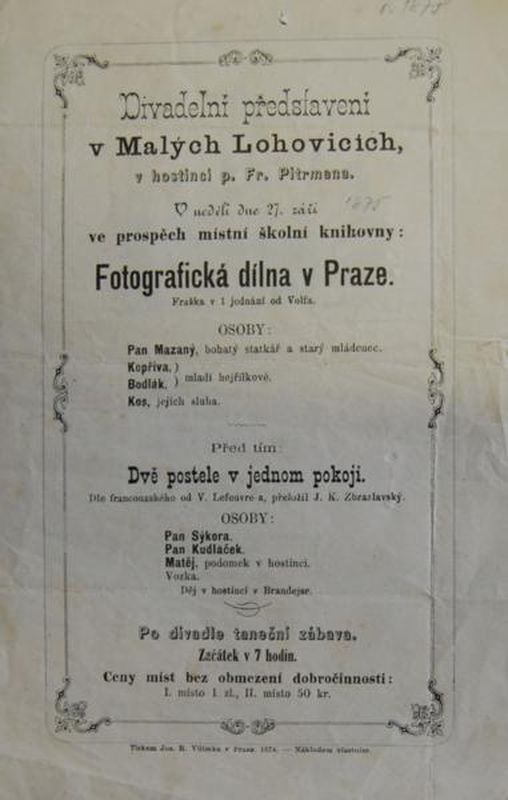 1875
Divadelní představení
v Malých Lohovicích,
v hostinci p. Fr. Pitrmana.
V neděli dne 27. září 1875
ve prospěch místní školní knihovny:
Fotografická dílna v Praze.
Fraška v 1 jednání od Volfa.
OSOBY:
Pan Mazaný, bohatý statkář a starý mládenec.
Kopřiva, )
Bodlák, ) mladí hejřilkové.
Kos, jejich sluha.
Před tím:
Dvě postele v jednom pokoji.
Dle francouzského od V. Lefeuvre-a, přeložil J. K. Zbraslavský.
OSOBY:
Pan Sýkora.
Pan Kudláček.
Matěj, podomek v hostinci.
Vozka.
Děj v hostinci v Brandejse.
Po divadle taneční zábava.
Začátek v 7 hodin.
Ceny míst bez obmezení dobročinnosti:
I. místo 1 zl., II. místo 50 kr.
Tiskem Jos. B. v Praze. 1874. — Nákladem vlastním.